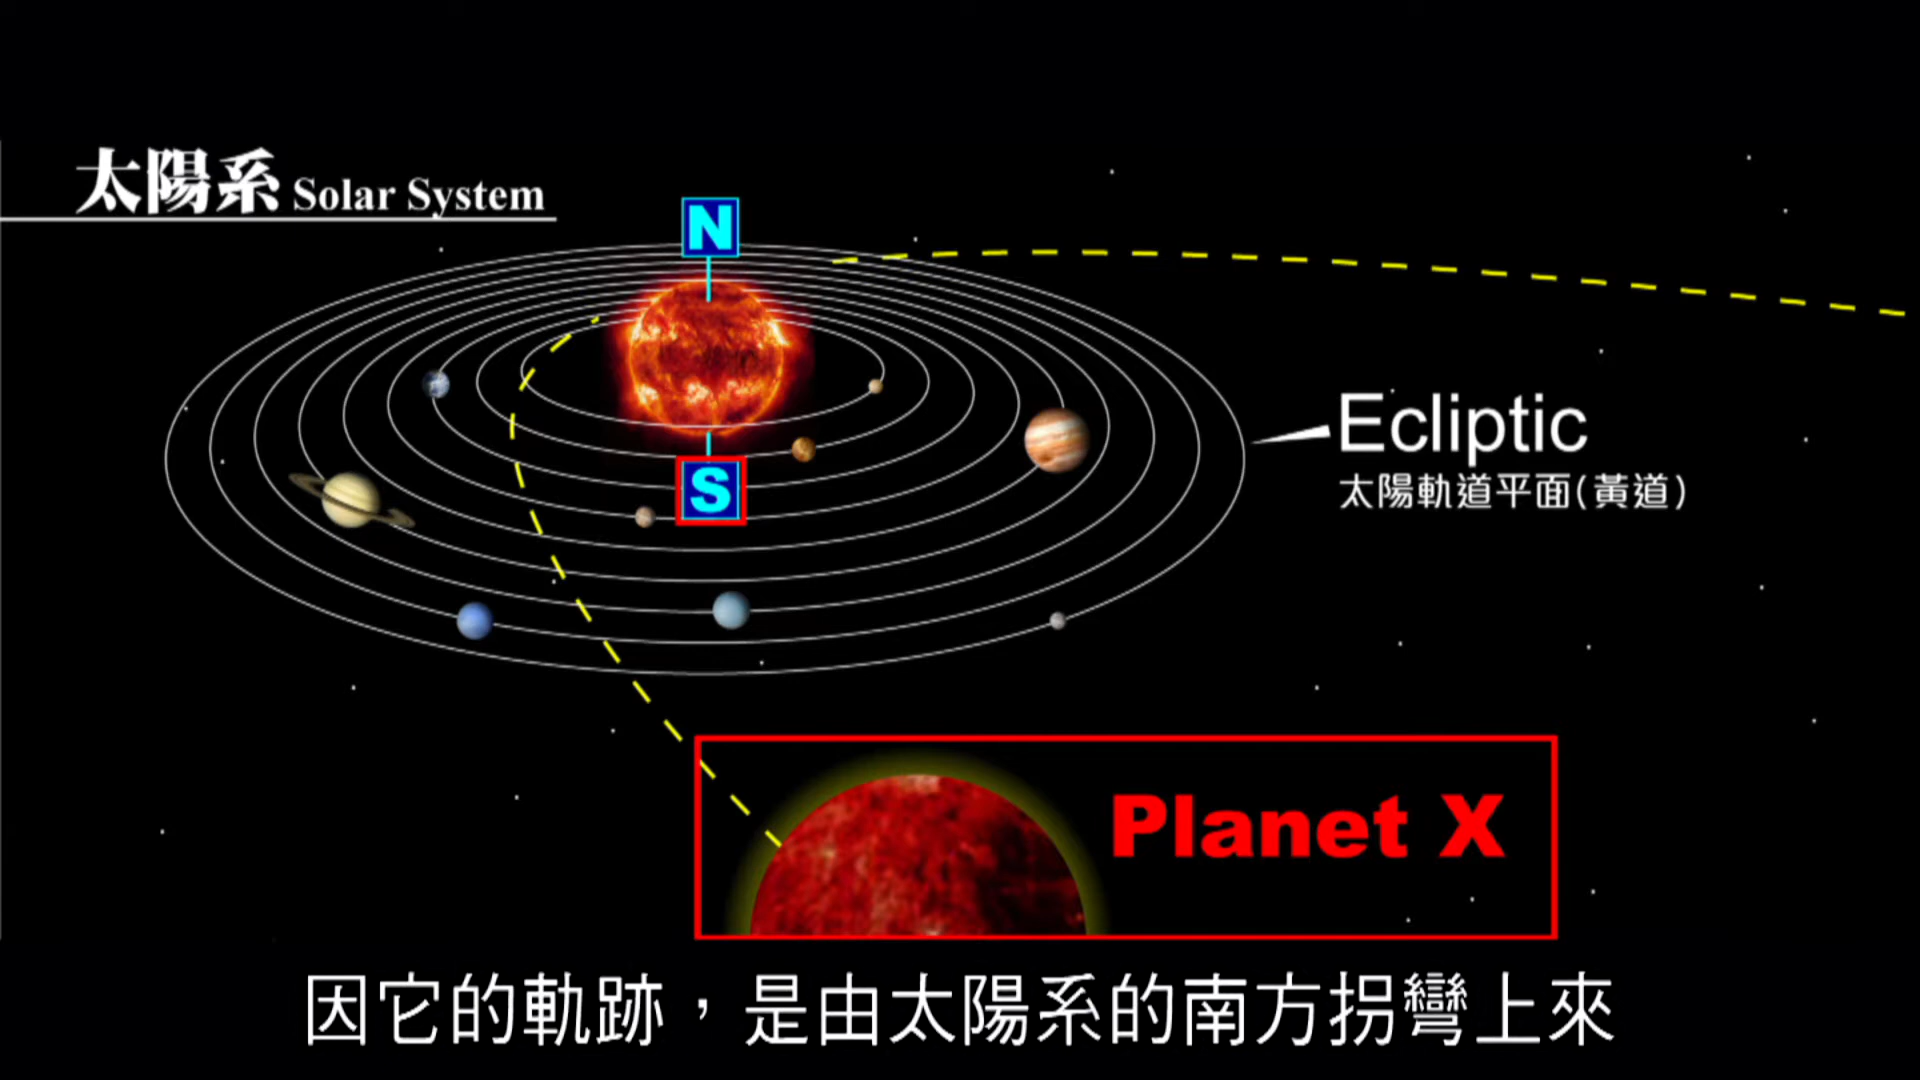 太陽系 Solar System
N
S
Ecliptic
太陽軌道平面(黃道)
Planet X
因它的軌跡，是由太陽系的南方拐彎上來